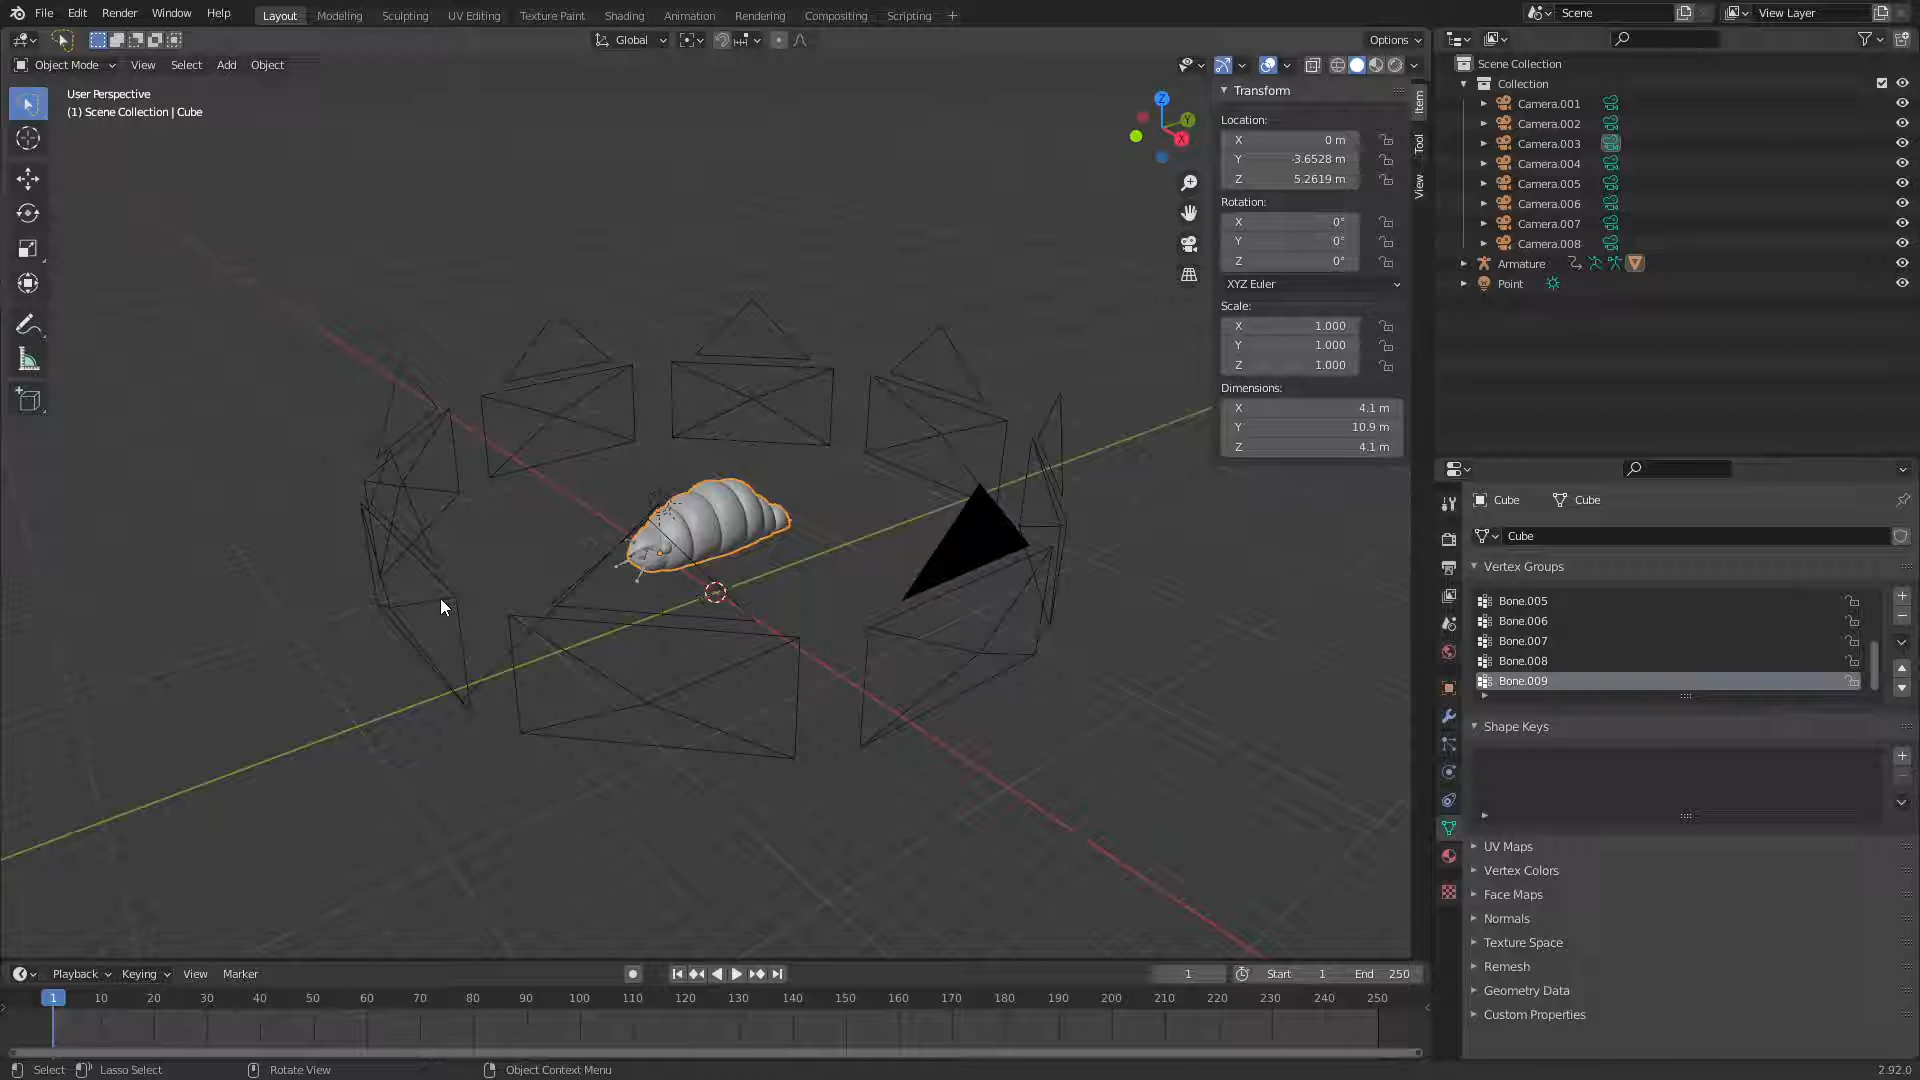 File Edit Render Window Help Layout Modeling Sculpting UV Editing Texture Paint Shading Animation Rendering Compositing Scripting + Scene View Layer
Global Options
Object Mode View Select Add Object
User Perspective
(1) Scene Collection | Cube
Z
Y
X
Transform
Location:
X 0 m
Y -3.6528 m
Z 5.2619 m
Rotation:
X 0°
Y 0°
Z 0°
XYZ Euler
Scale:
X 1.000
Y 1.000
Z 1.000
Dimensions:
X 4.1 m
Y 10.9 m
Z 4.1 m
Item
Tool
View
Scene Collection
Collection
Camera.001
Camera.002
Camera.003
Camera.004
Camera.005
Camera.006
Camera.007
Camera.008
Armature
Point
Cube Cube
Cube
Vertex Groups
Bone.005
Bone.006
Bone.007
Bone.008
Bone.009
Shape Keys
UV Maps
Vertex Colors
Face Maps
Normals
Texture Space
Remesh
Geometry Data
Custom Properties
Playback Keying View Marker 1 Start 1 End 250
1 10 20 30 40 50 60 70 80 90 100 110 120 130 140 150 160 170 180 190 200 210 220 230 240 250
Select Lasso Select Rotate View Object Context Menu 2.92.0